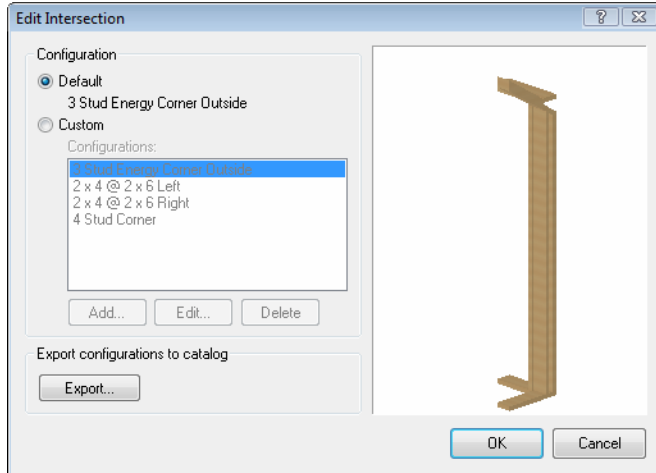 Edit Intersection
Configuration
Default
3 Stud Energy Corner Outside
Custom
Configurations:
3 Stud Energy Corner Outside
2 x 4 @ 2 x 6 Left
2 x 4 @ 2 x 6 Right
4 Stud Corner
Add... Edit... Delete
Export configurations to catalog
Export...
OK Cancel